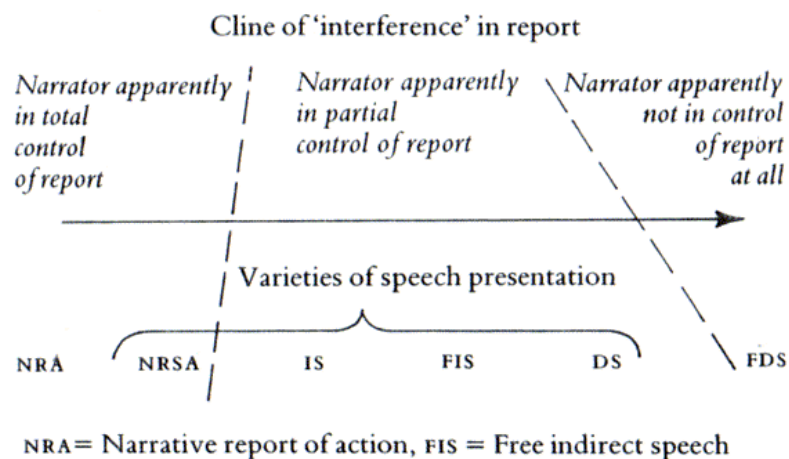 Cline of ‘interference’ in report
Narrator apparently
in total
control
of report
Narrator apparently
in partial
control of report
Narrator apparently
not in control
of report
at all
Varieties of speech presentation
NRA NRSA IS FIS DS FDS
NRA= Narrative report of action, FIS = Free indirect speech